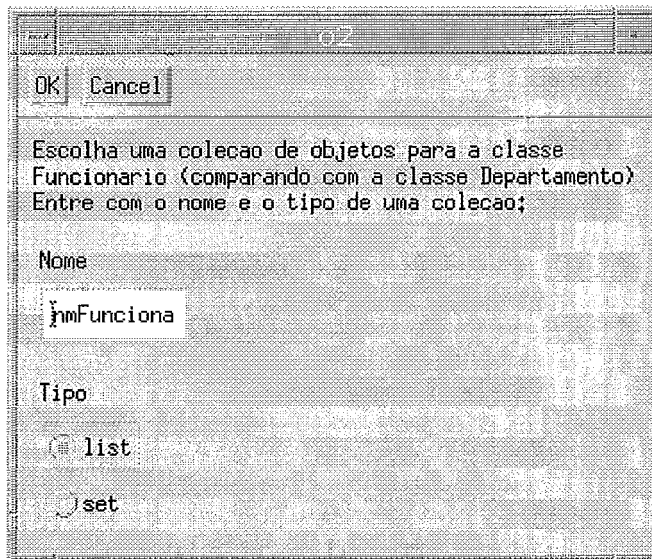 o2
OK Cancel
Escolha uma colecao de objetos para a classe
Funcionario (comparando com a classe Departamento)
Entre com o nome e o tipo de uma colecao:
Nome
nmFunciona
Tipo
list
set